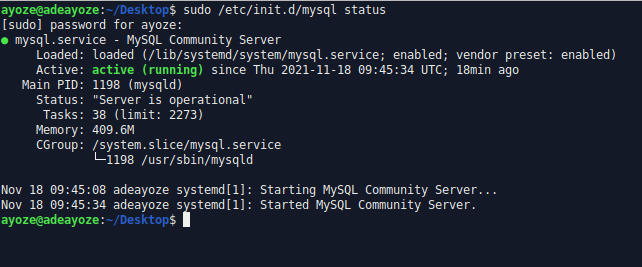 ayoze@adeayoze:~/Desktop$ sudo /etc/init.d/mysql status
[sudo] password for ayoze:
● mysql.service - MySQL Community Server
     Loaded: loaded (/lib/systemd/system/mysql.service; enabled; vendor preset: enabled)
     Active: active (running) since Thu 2021-11-18 09:45:34 UTC; 18min ago
   Main PID: 1198 (mysqld)
     Status: "Server is operational"
      Tasks: 38 (limit: 2273)
     Memory: 409.6M
     CGroup: /system.slice/mysql.service
             └─1198 /usr/sbin/mysqld

Nov 18 09:45:08 adeayoze systemd[1]: Starting MySQL Community Server...
Nov 18 09:45:34 adeayoze systemd[1]: Started MySQL Community Server.
ayoze@adeayoze:~/Desktop$